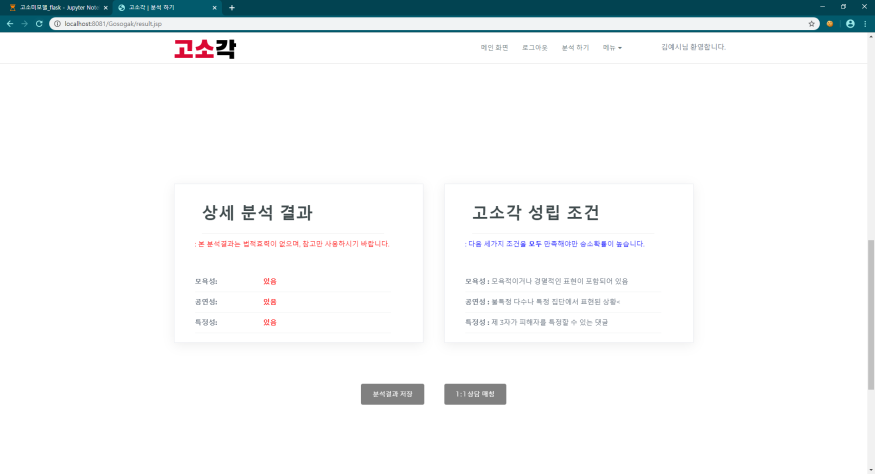 고소미모델_flask - Jupyter Note
고소각 | 분석 하기
localhost:8081/Gosogak/result.jsp
고소각
메인 화면
로그아웃
분석 하기
메뉴
김예시님 환영합니다.
상세 분석 결과
: 본 분석결과는 법적효력이 없으며, 참고만 사용하시기 바랍니다.
모욕성: 있음
공연성: 있음
특정성: 있음
고소각 성립 조건
: 다음 세가지 조건을 모두 만족해야만 승소확률이 높습니다.
모욕성 : 모욕적이거나 경멸적인 표현이 포함되어 있음
공연성 : 불특정 다수나 특정 집단에서 표현된 상황<
특정성 : 제 3자가 피해자를 특정할 수 있는 댓글
분석결과 저장
1:1 상담 매칭